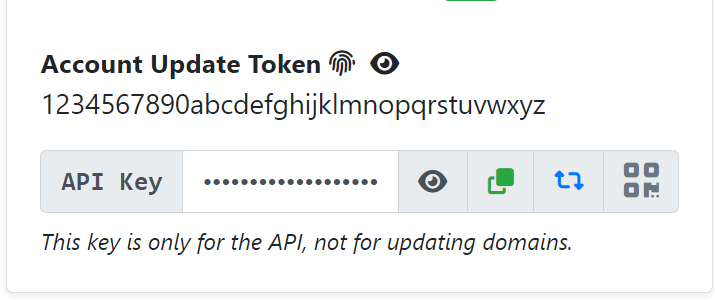 Account Update Token
1234567890abcdefghijklmnopqrstuvwxyz
API Key •••••••••••••••••••
This key is only for the API, not for updating domains.